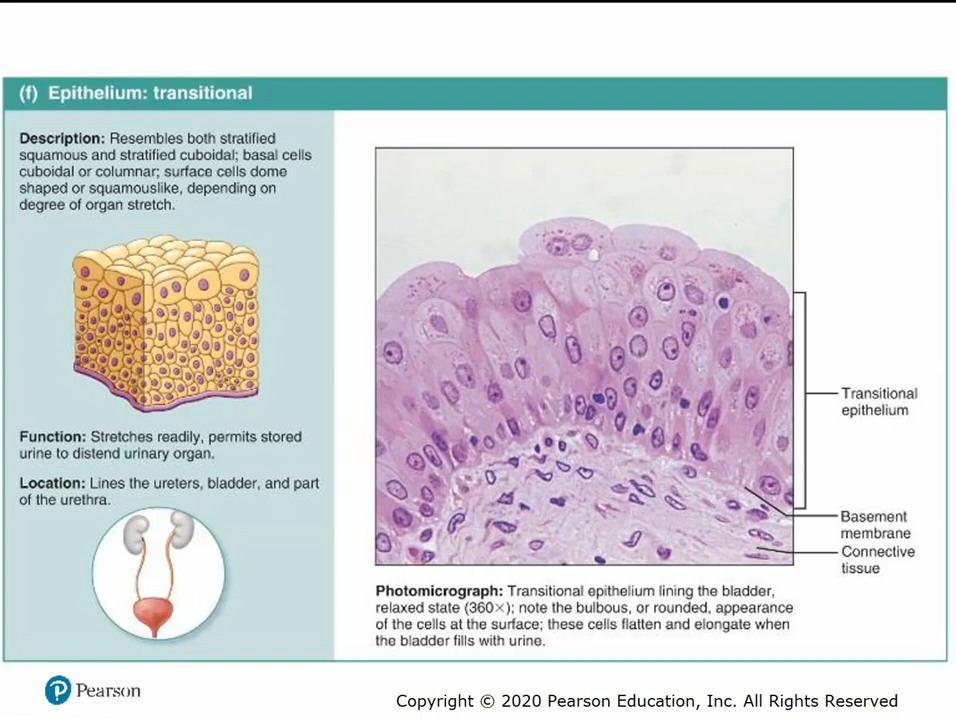 (f) Epithelium: transitional
Description: Resembles both stratified
squamous and stratified cuboidal; basal cells
cuboidal or columnar; surface cells dome
shaped or squamouslike, depending on
degree of organ stretch.
Function: Stretches readily, permits stored
urine to distend urinary organ.
Location: Lines the ureters, bladder, and part
of the urethra.
Transitional
epithelium
Basement
membrane
Connective
tissue
Photomicrograph: Transitional epithelium lining the bladder,
relaxed state (360×); note the bulbous, or rounded, appearance
of the cells at the surface; these cells flatten and elongate when
the bladder fills with urine.
P Pearson
Copyright © 2020 Pearson Education, Inc. All Rights Reserved